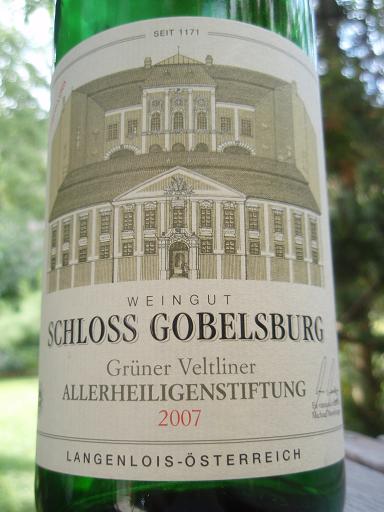 SEIT 1171
WEINGUT
SCHLOSS GOBELSBURG
Grüner Veltliner
ALLERHEILIGENSTIFTUNG
2007
LANGENLOIS-ÖSTERREICH